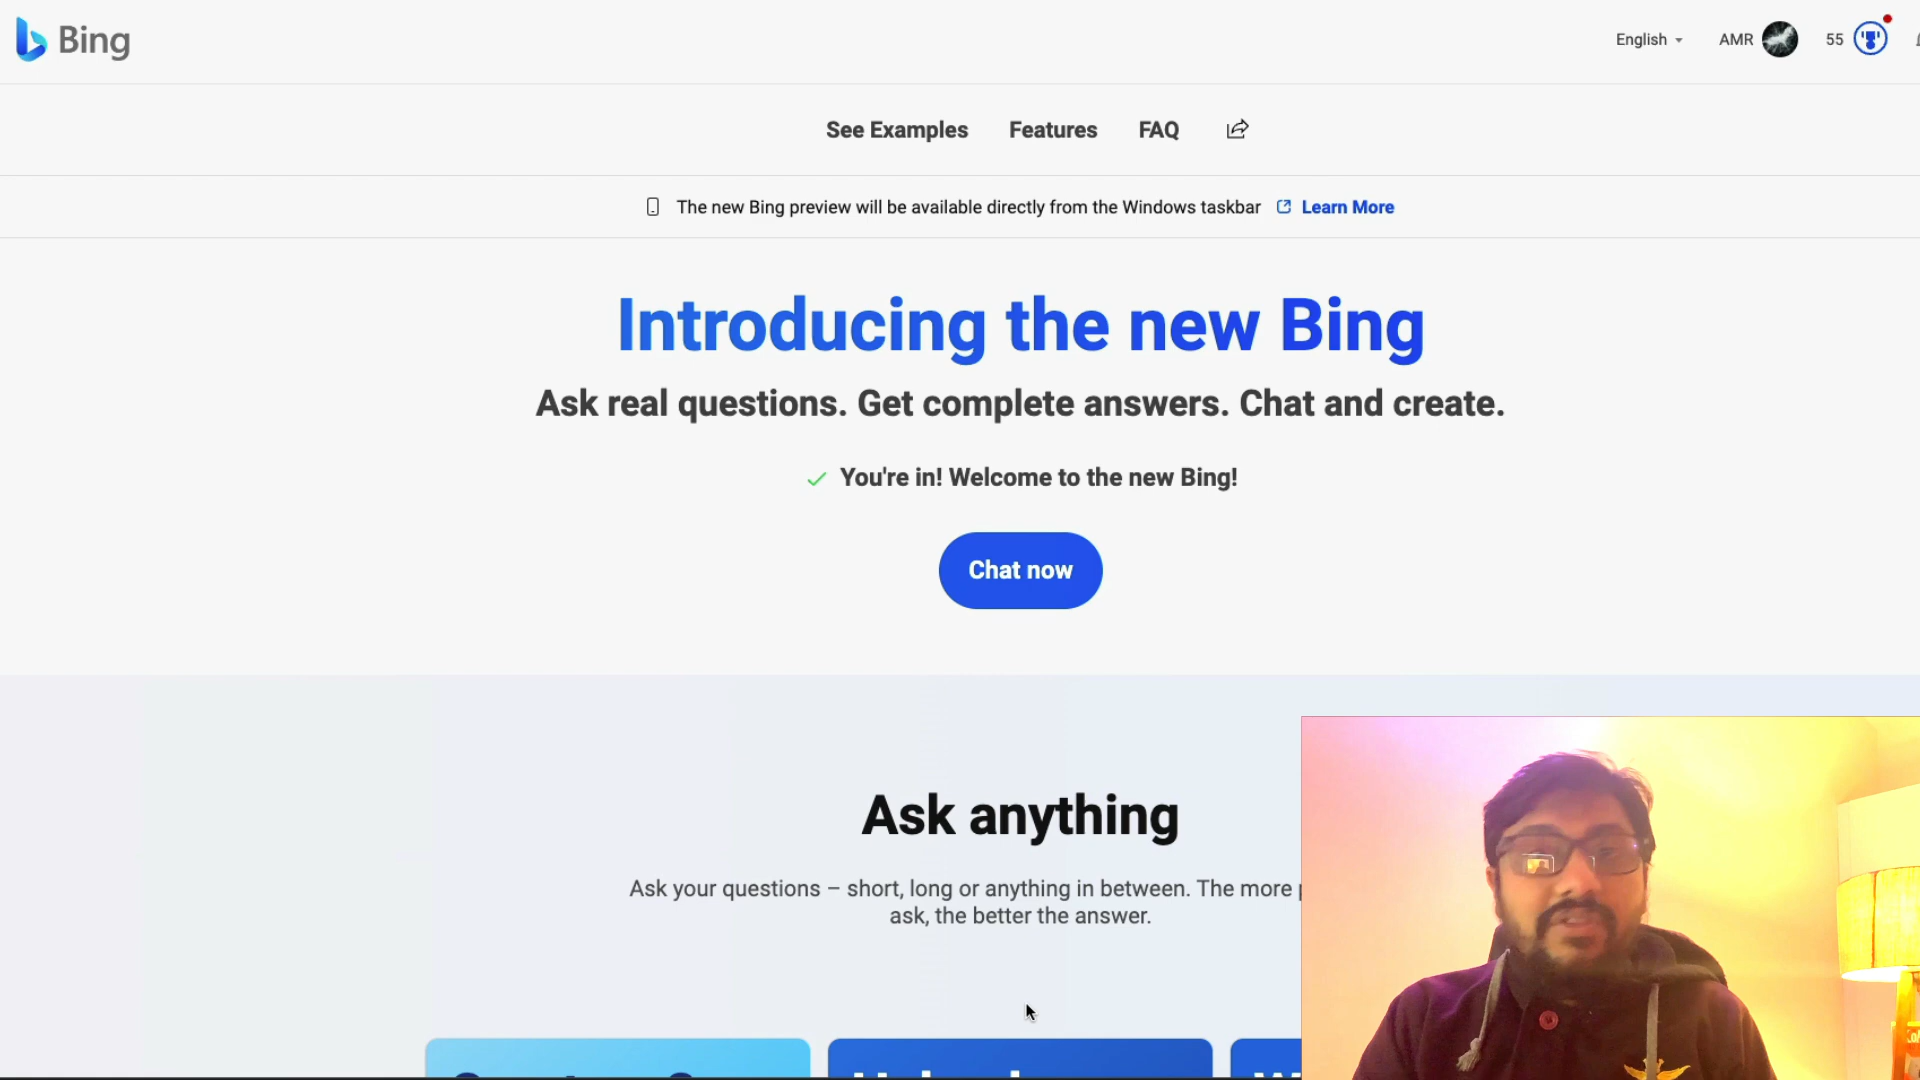 Bing
English
AMR
55
See Examples
Features
FAQ
The new Bing preview will be available directly from the Windows taskbar
Learn More
Introducing the new Bing
Ask real questions. Get complete answers. Chat and create.
You're in! Welcome to the new Bing!
Chat now
Ask anything
Ask your questions – short, long or anything in between. The more
ask, the better the answer.